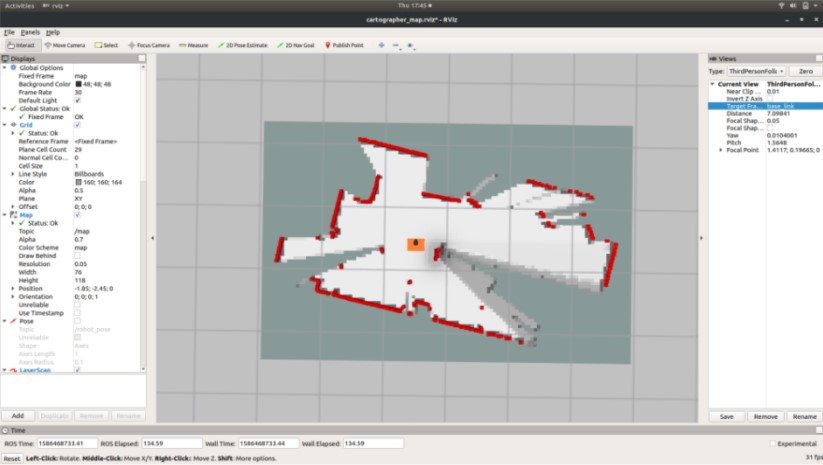 Activities rviz Thu 17:45
cartographer_map.rviz* - RViz
File Panels Help
Interact Move Camera Select Focus Camera Measure 2D Pose Estimate 2D Nav Goal Publish Point
Displays
Global Options
Fixed Frame map
Background Color 48; 48; 48
Frame Rate 30
Default Light
Global Status: Ok
Fixed Frame OK
Grid
Status: Ok
Reference Frame <Fixed Frame>
Plane Cell Count 29
Normal Cell Co... 0
Cell Size 1
Line Style Billboards
Color 160; 160; 164
Alpha 0.5
Plane XY
Offset 0; 0; 0
Map
Status: Ok
Topic /map
Alpha 0.7
Color Scheme map
Draw Behind
Resolution 0.05
Width 76
Height 118
Position -1.85; -2.45; 0
Orientation 0; 0; 0; 1
Unreliable
Use Timestamp
Pose
Topic /robot_pose
Unreliable
Shape Axes
Axes Length 1
Axes Radius 0.1
LaserScan
Add Duplicate Remove Rename
Views
Type: ThirdPersonFoll Zero
Current View ThirdPersonFol...
Near Clip ... 0.01
Invert Z Axis
Target Fra... base_link
Distance 7.09841
Focal Shap... 0.05
Focal Shap...
Yaw 0.0104001
Pitch 1.5648
Focal Point 1.4117; 0.19665; 0
Save Remove Rename
Time
ROS Time: 1586468733.41 ROS Elapsed: 134.59 Wall Time: 1586468733.44 Wall Elapsed: 134.59 Experimental
Reset Left-Click: Rotate. Middle-Click: Move X/Y. Right-Click: Move Z. Shift: More options. 31 fps